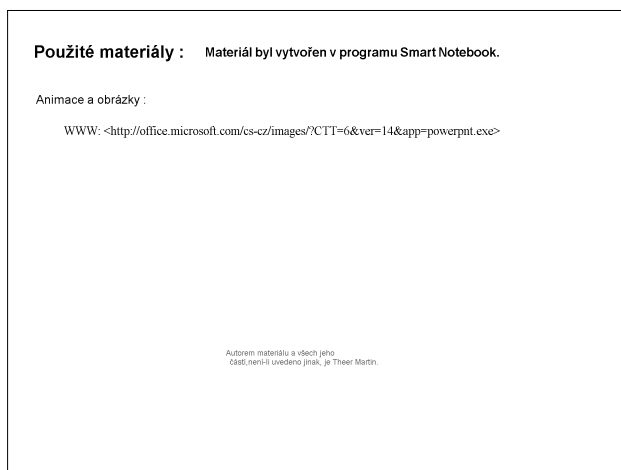 Použité materiály : Materiál byl vytvořen v programu Smart Notebook.
Animace a obrázky :
WWW: <http://office.microsoft.com/cs-cz/images/?CTT=6&ver=14&app=powerpnt.exe>
Autorem materiálu a všech jeho
částí,není-li uvedeno jinak, je Theer Martin.